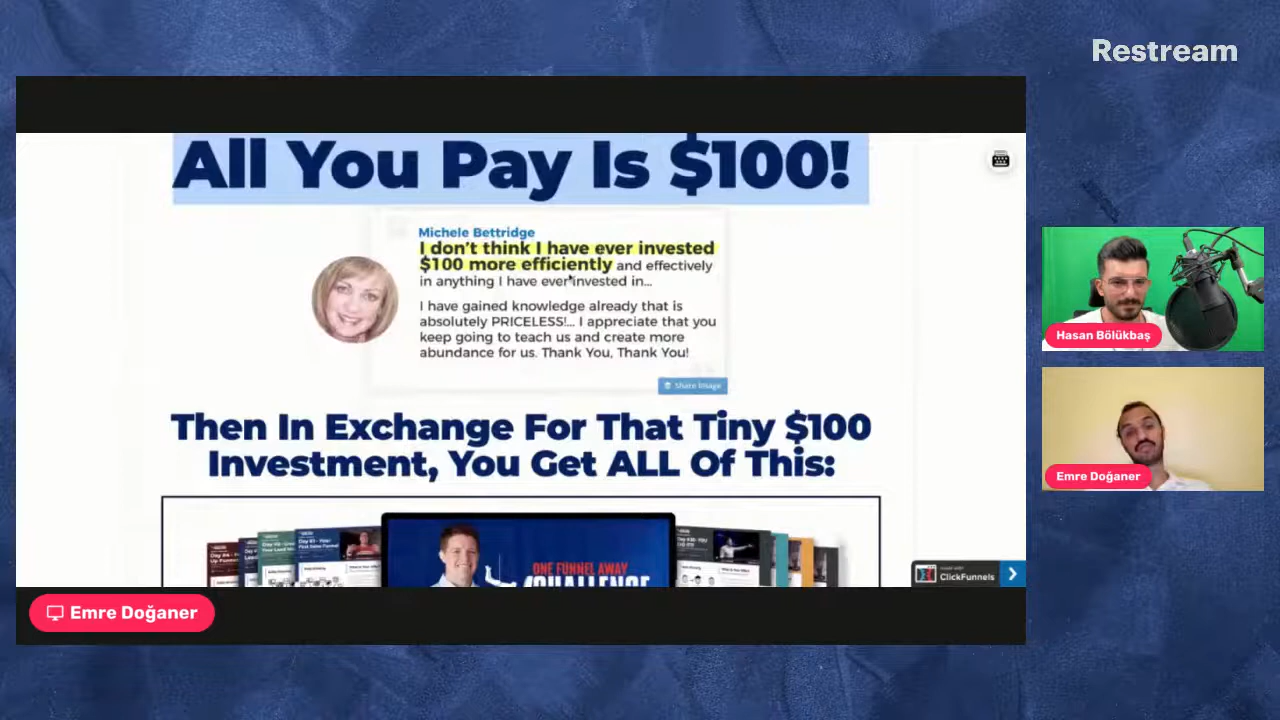 Restream
All You Pay Is $100!
Michele Bettridge
I don't think I have ever invested
$100 more efficiently and effectively
in anything I have ever invested in...
I have gained knowledge already that is
absolutely PRICELESS!... I appreciate that you
keep going to teach us and create more
abundance for us. Thank You, Thank You!
Share Image
Then In Exchange For That Tiny $100
Investment, You Get ALL Of This:
ONE FUNNEL AWAY
CHALLENGE
ClickFunnels
Hasan Bölükbaş
Emre Doğaner
Emre Doğaner